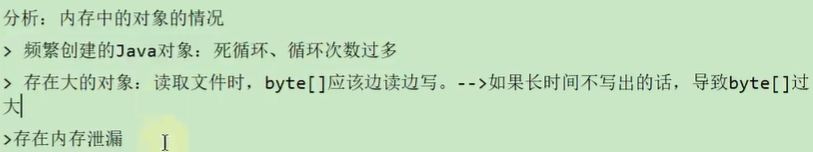 分析：内存中的对象的情况
> 频繁创建的Java对象：死循环、循环次数过多
> 存在大的对象：读取文件时，byte[]应该边读边写。-->如果长时间不写出的话，导致byte[]过
大
>存在内存泄漏